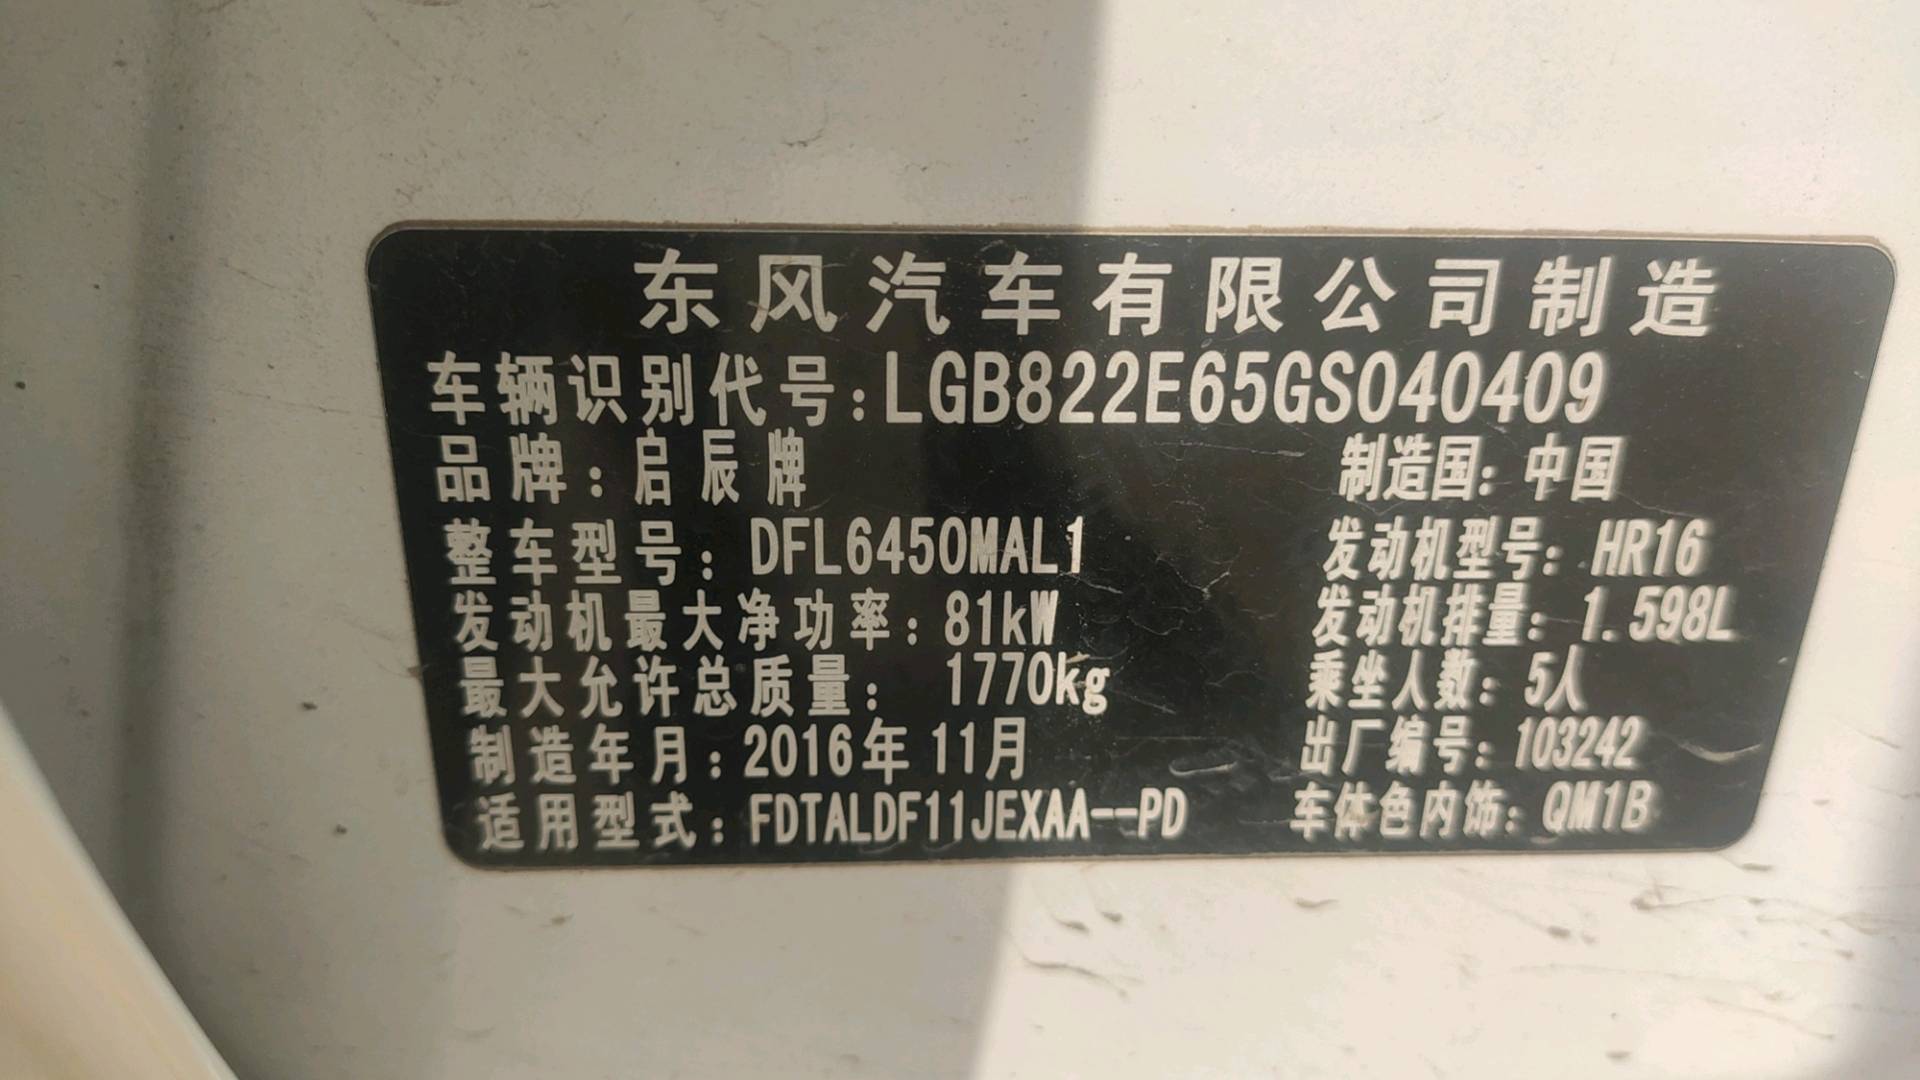 东风汽车有限公司制造
车辆识别代号:LGB822E65GS040409
品牌:启辰牌 制造国:中国
整车型号:DFL6450MAL1 发动机型号:HR16
发动机最大净功率:81kW 发动机排量:1.598L
最大允许总质量: 1770kg 乘坐人数:5人
制造年月:2016年11月 出厂编号:103242
适用型式:FDTALDF11JEXAA--PD 车体色内饰:QM1B